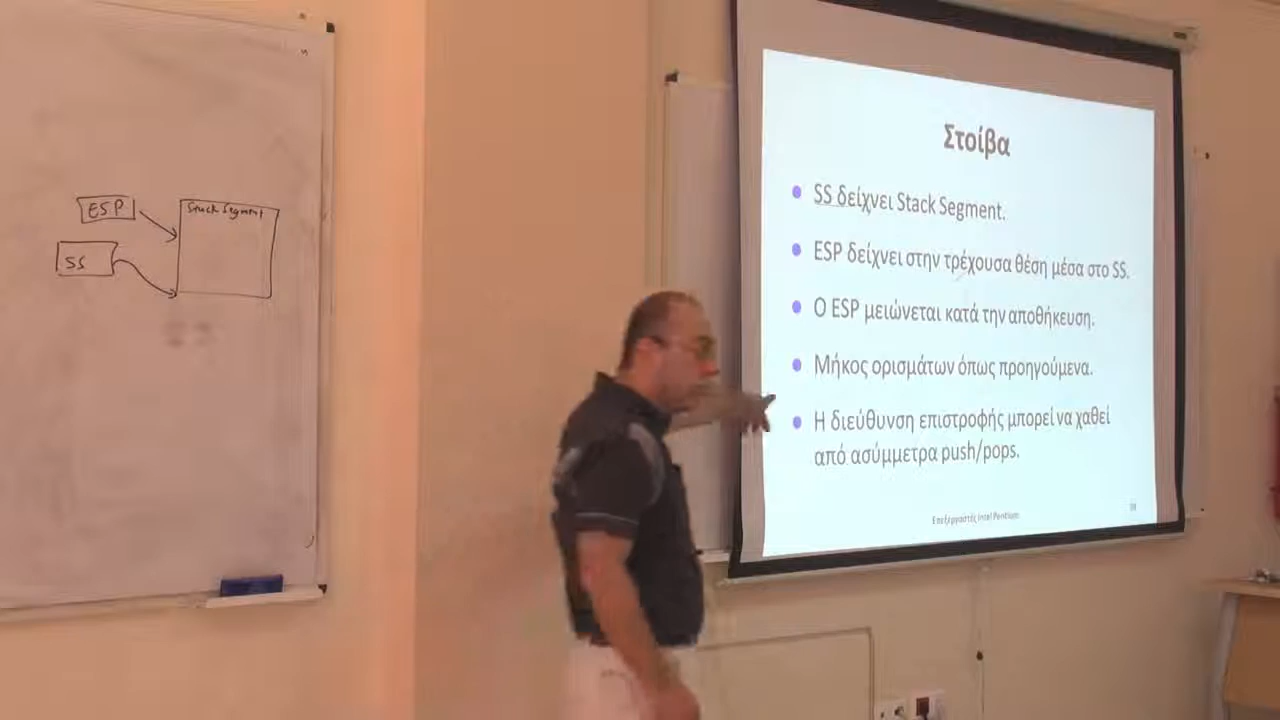 ESP
Stack Segment
SS
Στοίβα
SS δείχνει Stack Segment.
ESP δείχνει στην τρέχουσα θέση μέσα στο SS.
Ο ESP μειώνεται κατά την αποθήκευση.
Μήκος ορισμάτων όπως προηγούμενα.
Η διεύθυνση επιστροφής μπορεί να χαθεί
από ασύμμετρα push/pops.
Επεξεργαστές Intel Pentium